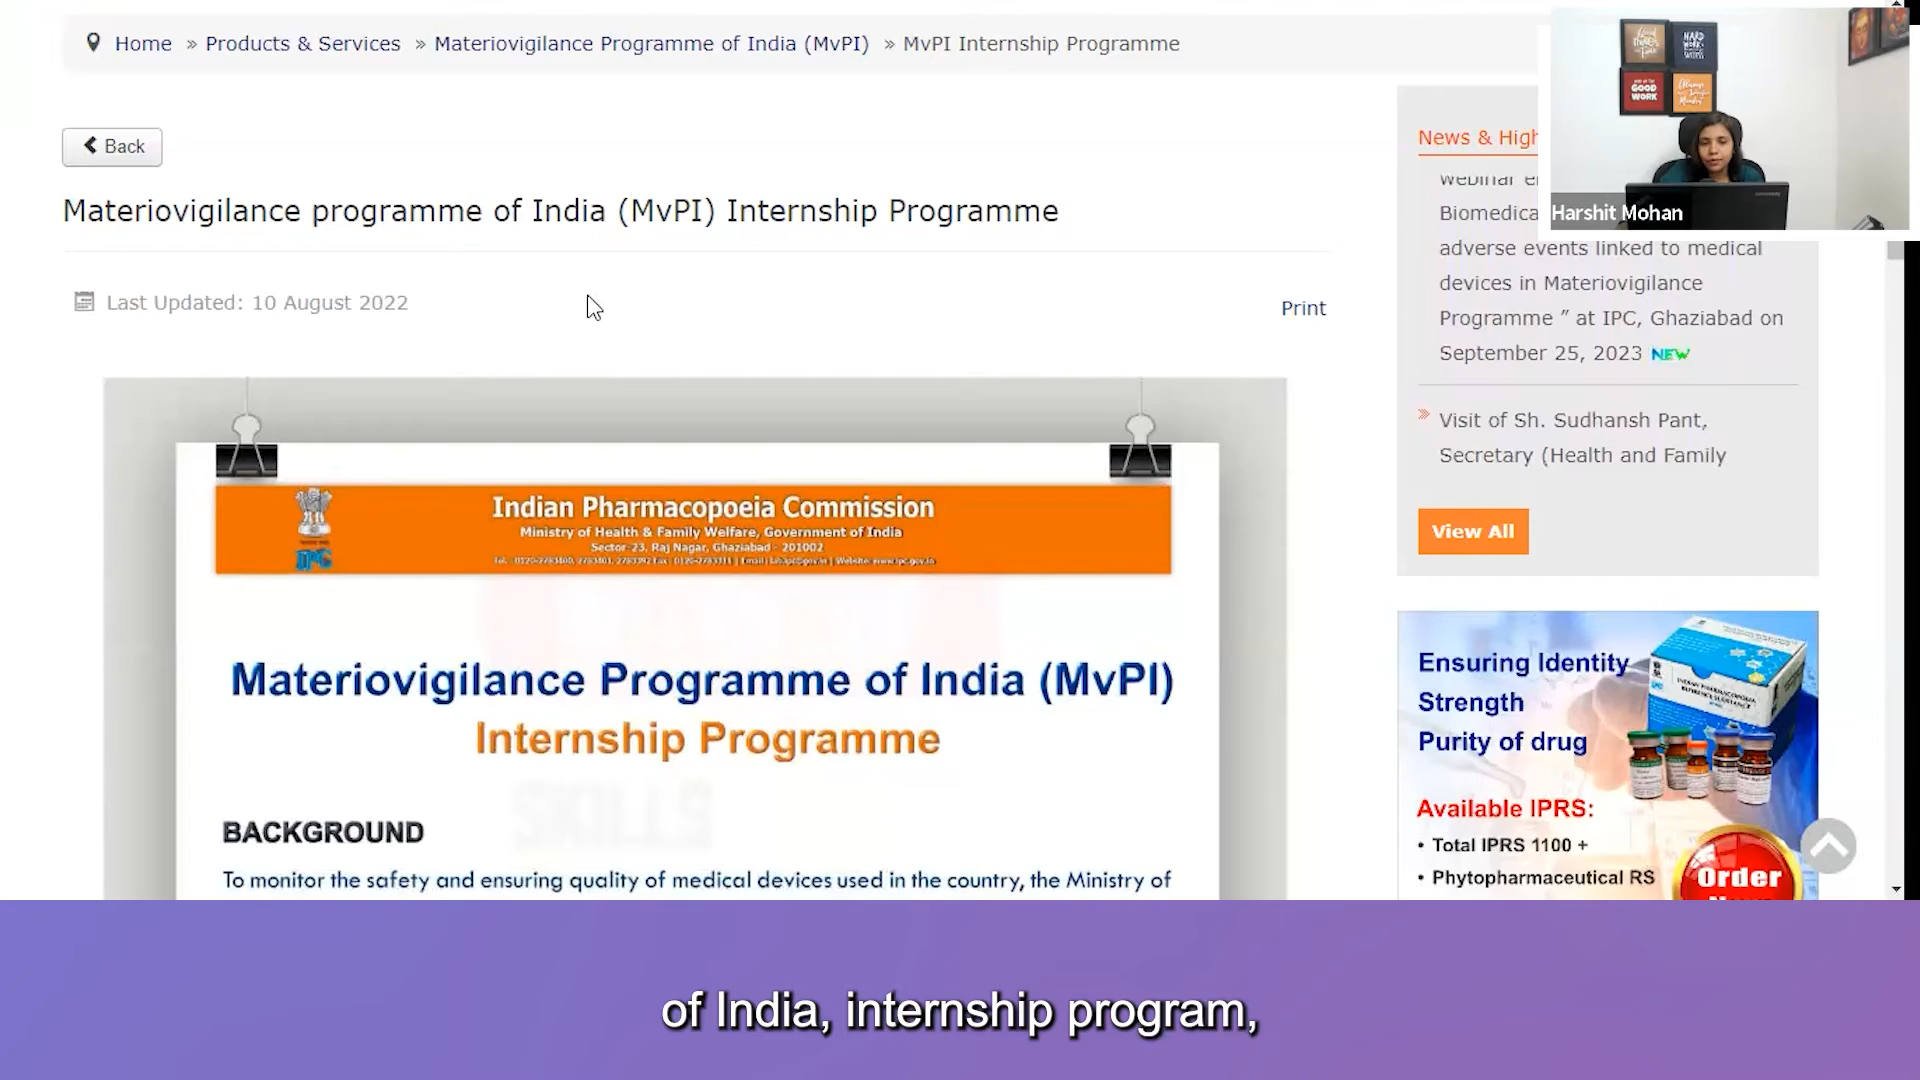 Home » Products & Services » Materiovigilance Programme of India (MvPI) » MvPI Internship Programme
Back
Materiovigilance programme of India (MvPI) Internship Programme
Last Updated: 10 August 2022
Print
Indian Pharmacopoeia Commission
Ministry of Health & Family Welfare, Government of India
Sector-23, Raj Nagar, Ghaziabad - 201002
Materiovigilance Programme of India (MvPI)
Internship Programme
BACKGROUND
To monitor the safety and ensuring quality of medical devices used in the country, the Ministry of
News & High
Biomedica
adverse events linked to medical
devices in Materiovigilance
Programme ” at IPC, Ghaziabad on
September 25, 2023 NEW
Visit of Sh. Sudhansh Pant,
Secretary (Health and Family
View All
Ensuring Identity
Strength
Purity of drug
Available IPRS:
• Total IPRS 1100 +
• Phytopharmaceutical RS
Order
HARD
WORK
GOOD
WORK
Harshit Mohan
of India, internship program,